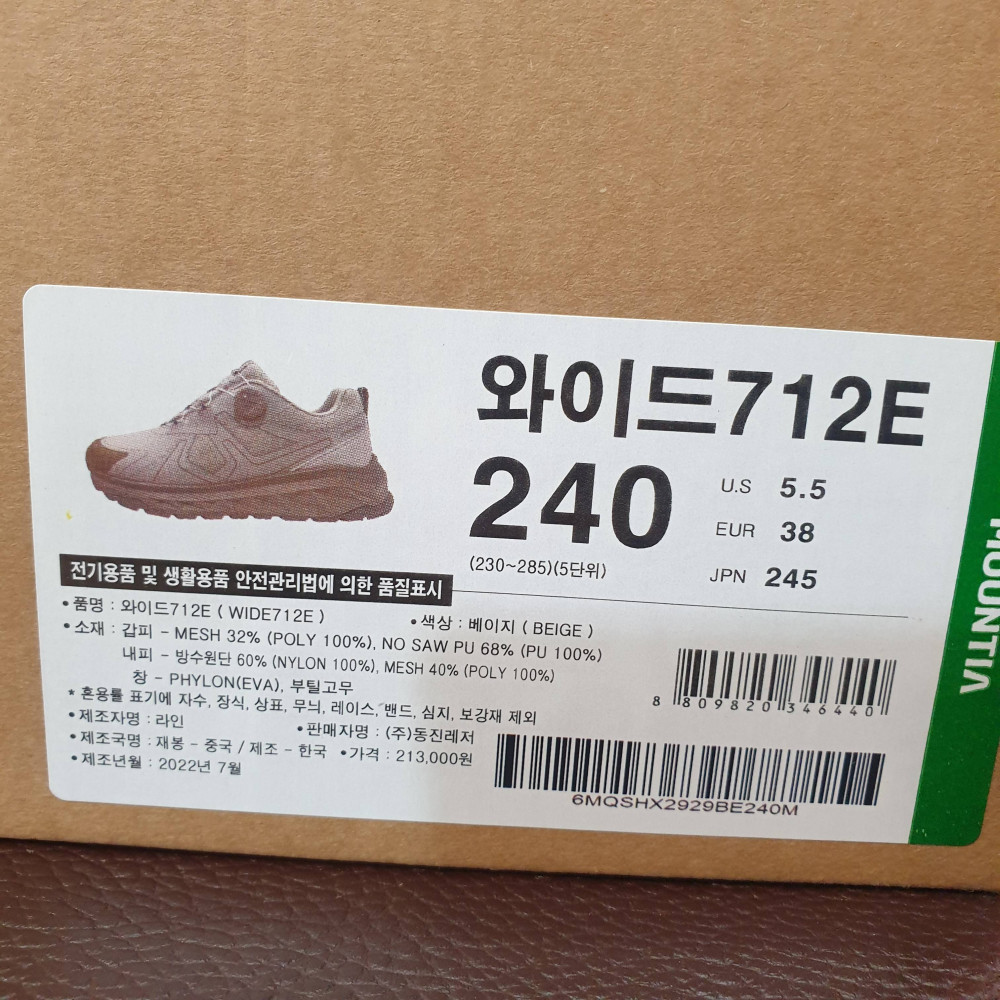 와이드712E
240
U.S 5.5
EUR 38
JPN 245
(230~285)(5단위)
MOUNTIA
전기용품 및 생활용품 안전관리법에 의한 품질표시
• 품명 : 와이드712E ( WIDE712E )
• 색상 : 베이지 ( BEIGE )
• 소재 : 갑피 - MESH 32% (POLY 100%), NO SAW PU 68% (PU 100%)
내피 - 방수원단 60% (NYLON 100%), MESH 40% (POLY 100%)
창 - PHYLON(EVA), 부틸고무
* 혼용률 표기에 자수, 장식, 상표, 무늬, 레이스, 밴드, 심지, 보강재 제외
• 제조자명 : 라인
• 판매자명 : (주)동진레저
• 제조국명 : 재봉 - 중국 / 제조 - 한국
• 가격 : 213,000원
• 제조년월 : 2022년 7월
8 809820 346440
6MQSHX2929BE240M